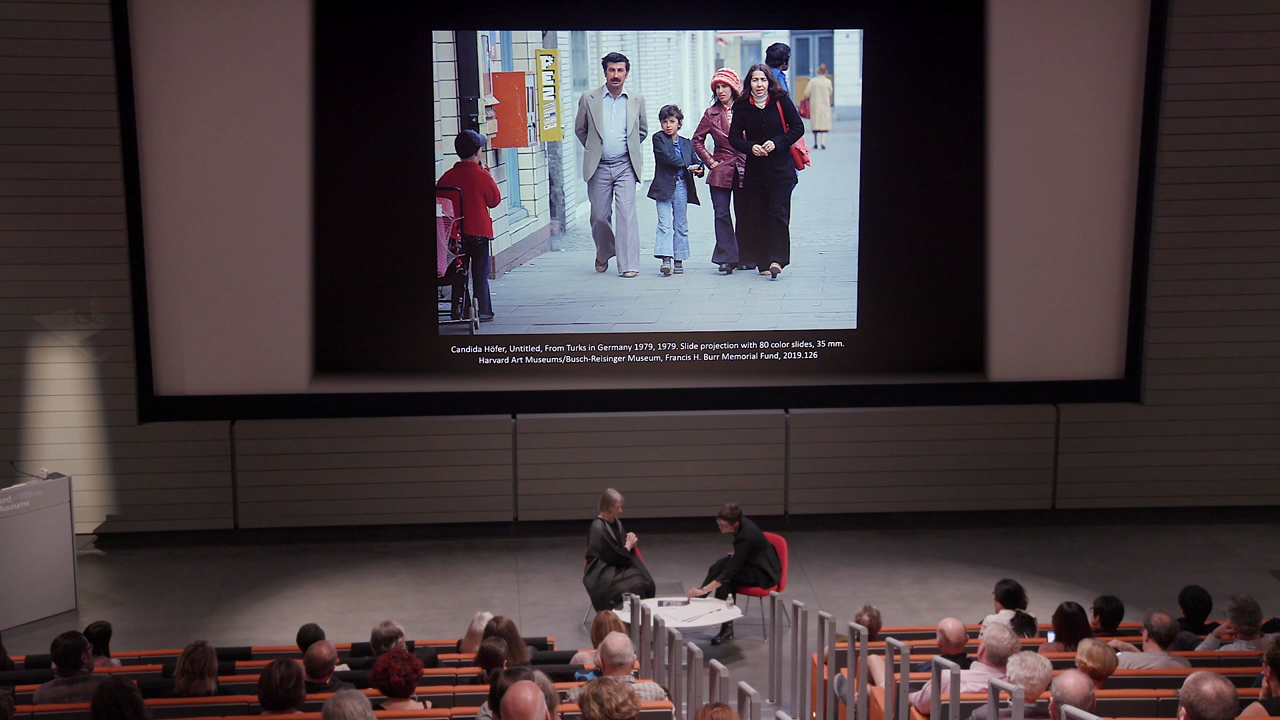 PEZ
Candida Höfer, Untitled, From Turks in Germany 1979, 1979. Slide projection with 80 color slides, 35 mm.
Harvard Art Museums/Busch-Reisinger Museum, Francis H. Burr Memorial Fund, 2019.126